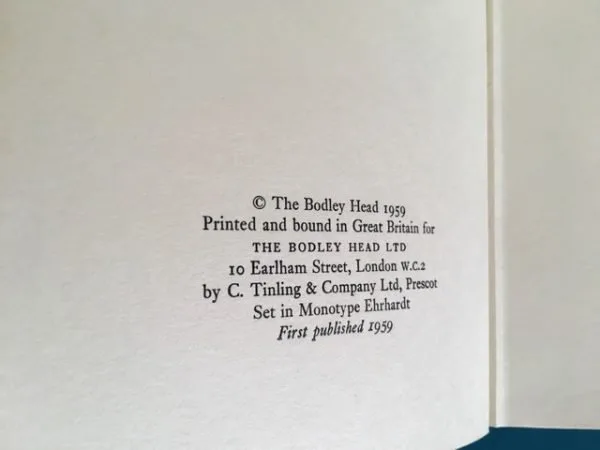 © The Bodley Head 1959
Printed and bound in Great Britain for
THE BODLEY HEAD LTD
10 Earlham Street, London W.C.2
by C. Tinling & Company Ltd, Prescot
Set in Monotype Ehrhardt
First published 1959